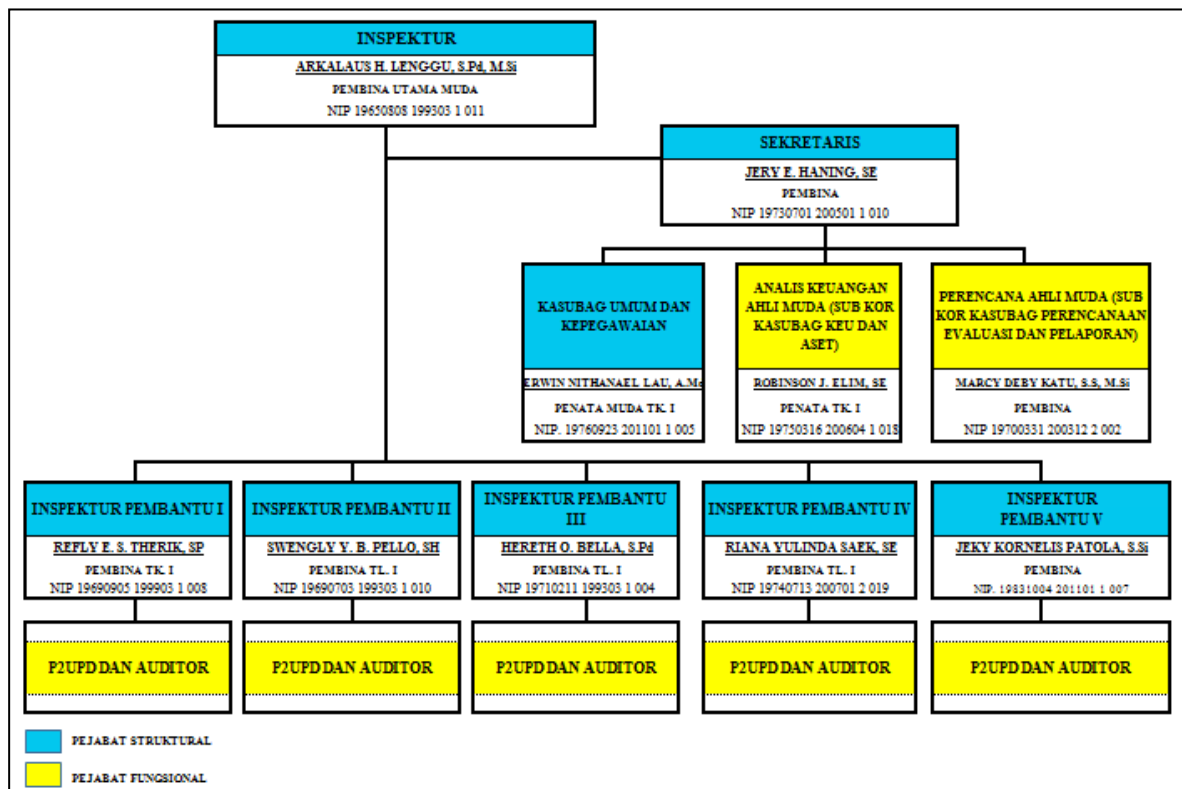 INSPEKTUR
ARKALAUS H. LENGGU, S.Pd, M.Si
PEMBINA UTAMA MUDA
NIP 19650808 199303 1 011
SEKRETARIS
JERY E. HANING, SE
PEMBINA
NIP 19730701 200501 1 010
KASUBAG UMUM DAN
KEPEGAWAIAN
ERWIN NITHANAEL LAU, A.Md
PENATA MUDA TK. I
NIP. 19760923 201101 1 005
ANALIS KEUANGAN
AHLI MUDA (SUB KOR
KASUBAG KEU DAN
ASET)
ROBINSON J. ELIM, SE
PENATA TK. I
NIP 19750316 200604 1 018
PERENCANA AHLI MUDA (SUB
KOR KASUBAG PERENCANAAN
EVALUASI DAN PELAPORAN)
MARCY DEBY KATU, S.S, M.Si
PEMBINA
NIP 19700331 200312 2 002
INSPEKTUR PEMBANTU I
REFLY E. S. THERIK, SP
PEMBINA TK. I
NIP 19690905 199903 1 008
INSPEKTUR PEMBANTU II
SWENGLY Y. B. PELLO, SH
PEMBINA TL. I
NIP 19690703 199303 1 010
INSPEKTUR PEMBANTU
III
HERETH O. BELLA, S.Pd
PEMBINA TL. I
NIP 19710211 199303 1 004
INSPEKTUR PEMBANTU IV
RIANA YULINDA SAEK, SE
PEMBINA TL. I
NIP 19740713 200701 2 019
INSPEKTUR
PEMBANTU V
JEKY KORNELIS PATOLA, S.Si
PEMBINA
NIP. 19831004 201101 1 007
P2UPD DAN AUDITOR
P2UPD DAN AUDITOR
P2UPD DAN AUDITOR
P2UPD DAN AUDITOR
P2UPD DAN AUDITOR
PEJABAT STRUKTURAL
PEJABAT FUNGSIONAL